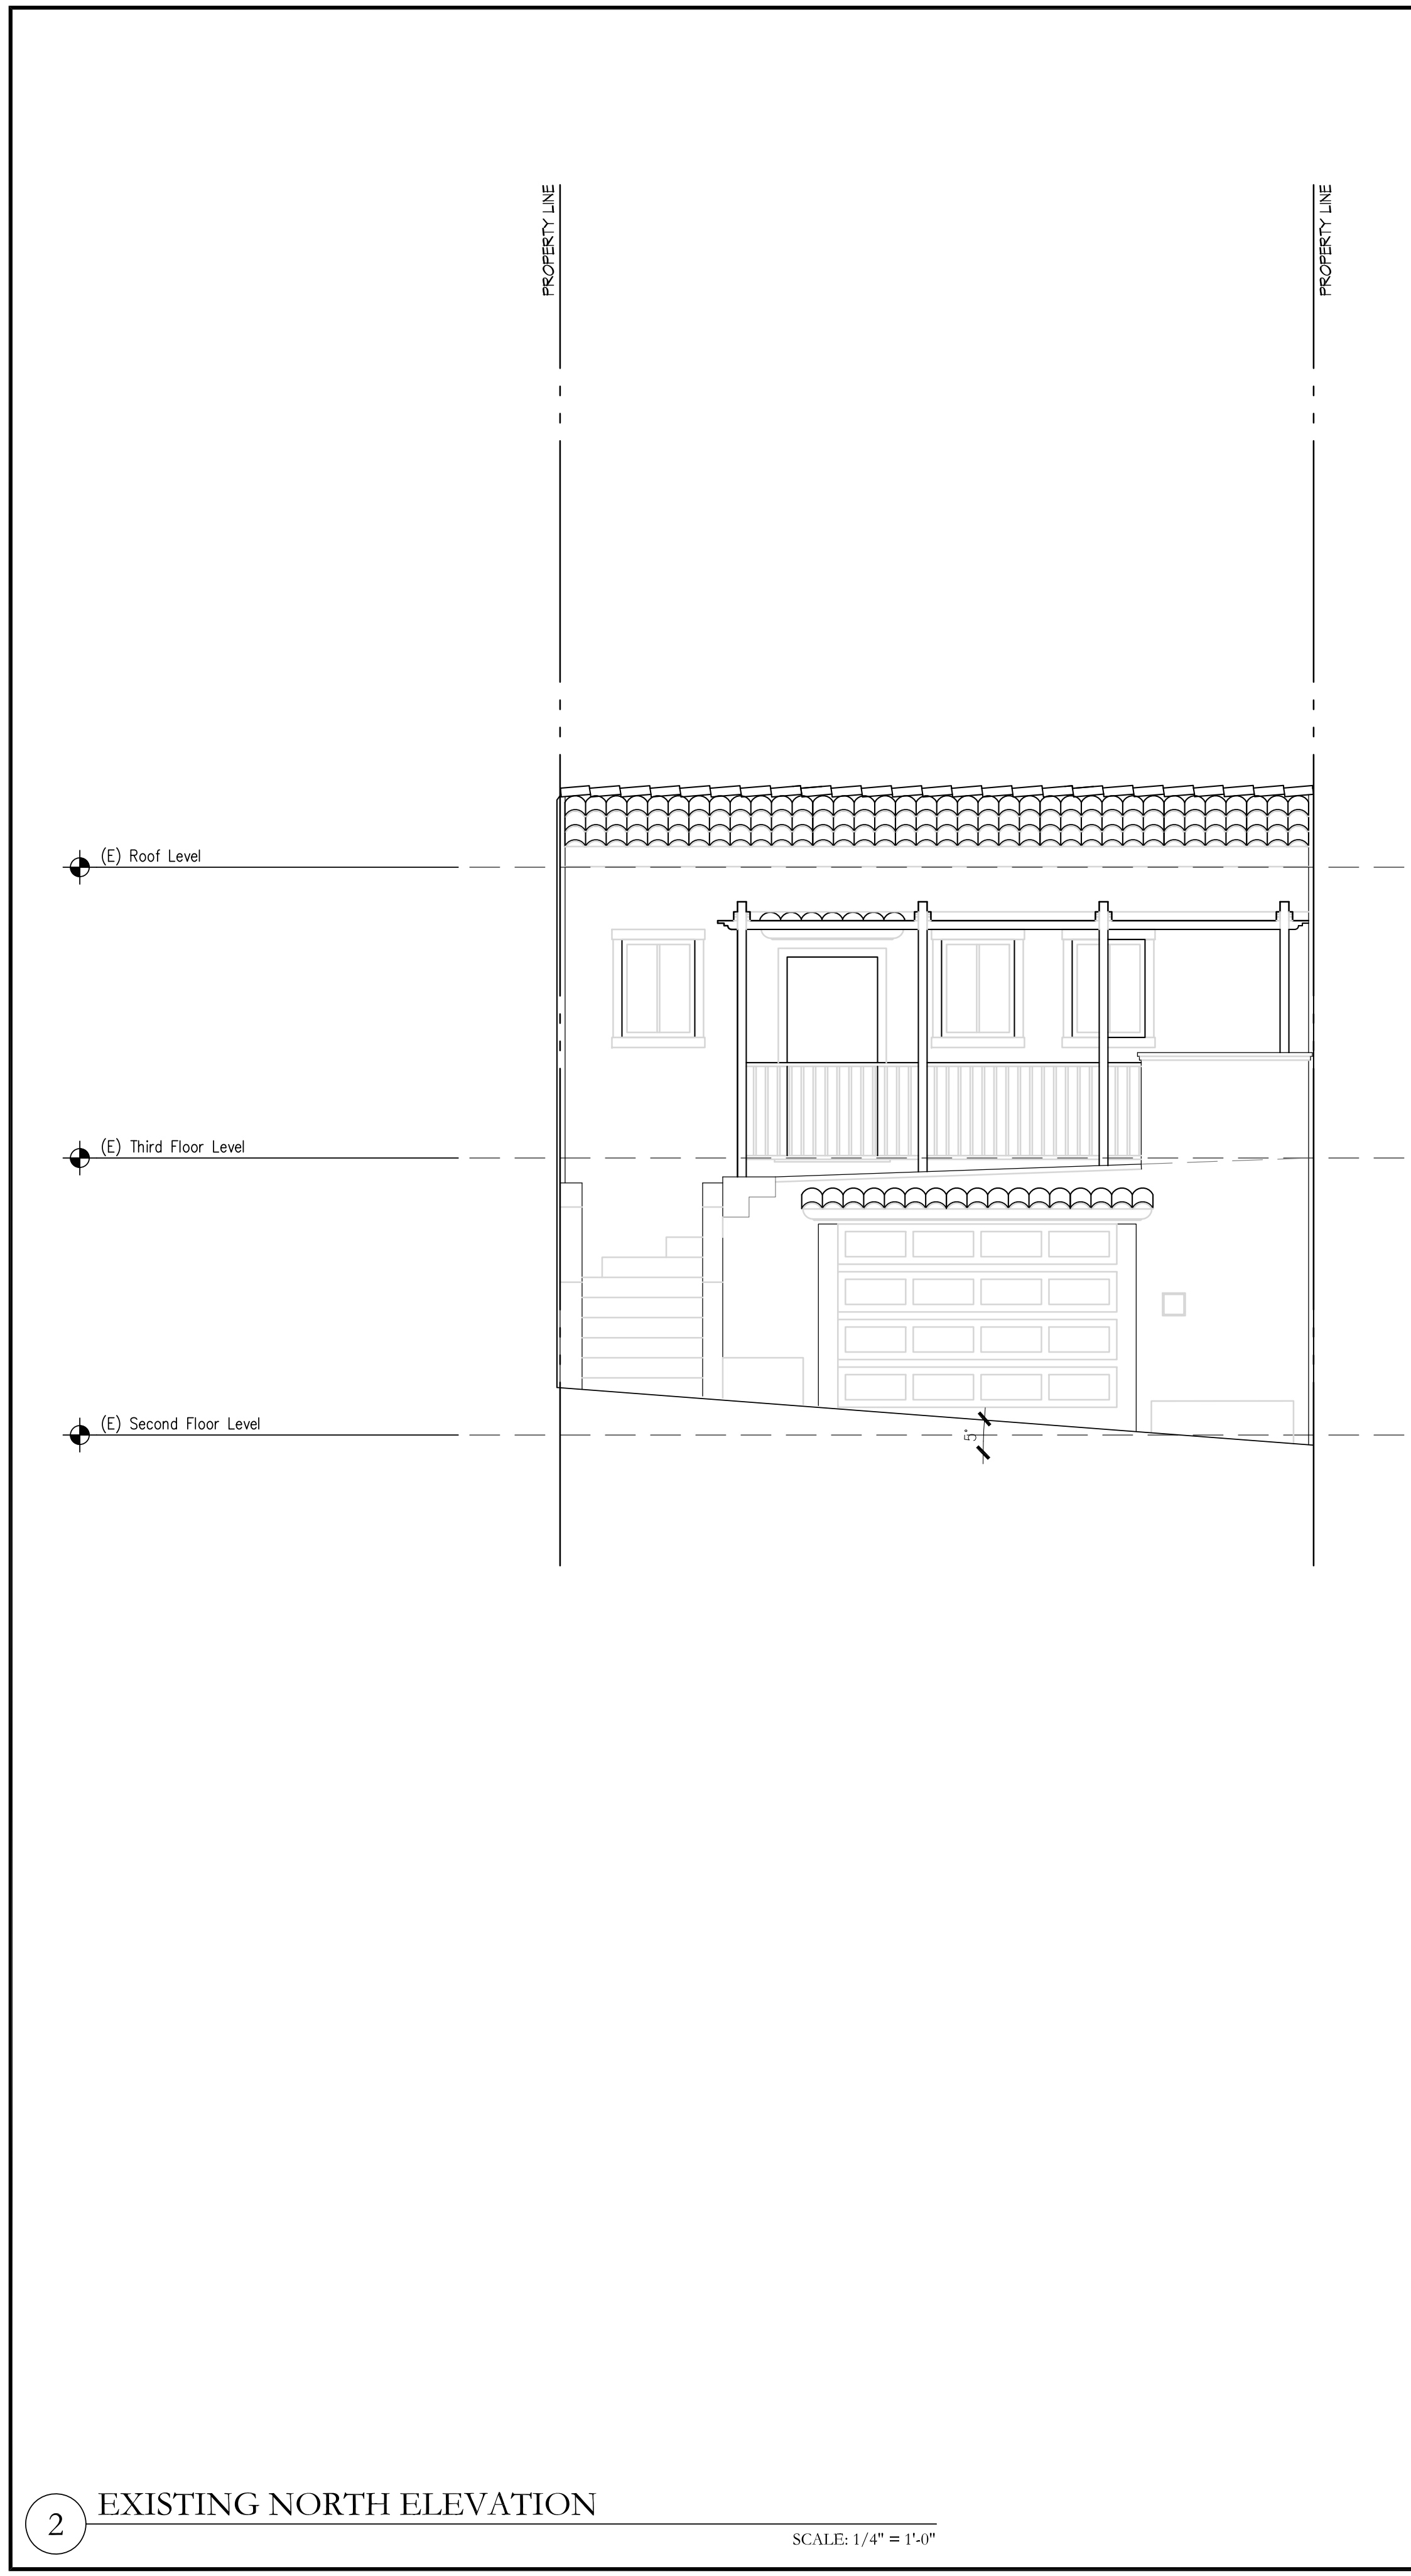 PROPERTY LINE
PROPERTY LINE
(E) Roof Level
(E) Third Floor Level
(E) Second Floor Level
5°
2
EXISTING NORTH ELEVATION
SCALE: 1/4" = 1'-0"